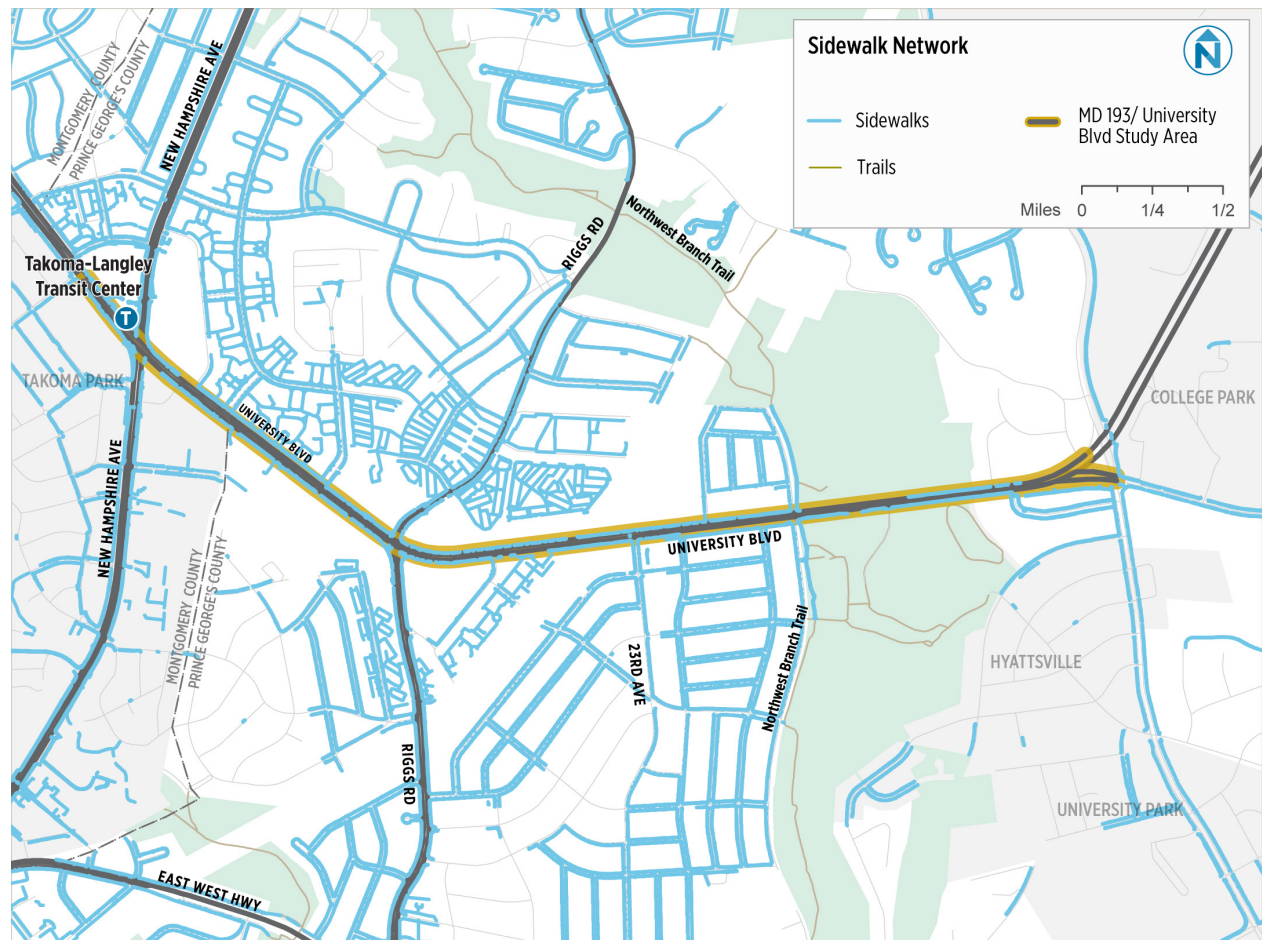 Sidewalk Network
N
Sidewalks
Trails
MD 193/ University
Blvd Study Area
Miles 0 1/4 1/2
MONTGOMERY COUNTY
PRINCE GEORGE'S COUNTY
NEW HAMPSHIRE AVE
Takoma-Langley
Transit Center
T
TAKOMA PARK
RIGGS RD
Northwest Branch Trail
COLLEGE PARK
UNIVERSITY BLVD
NEW HAMPSHIRE AVE
UNIVERSITY BLVD
MONTGOMERY COUNTY
PRINCE GEORGE'S COUNTY
23RD AVE
Northwest Branch Trail
HYATTSVILLE
RIGGS RD
UNIVERSITY PARK
EAST WEST HWY